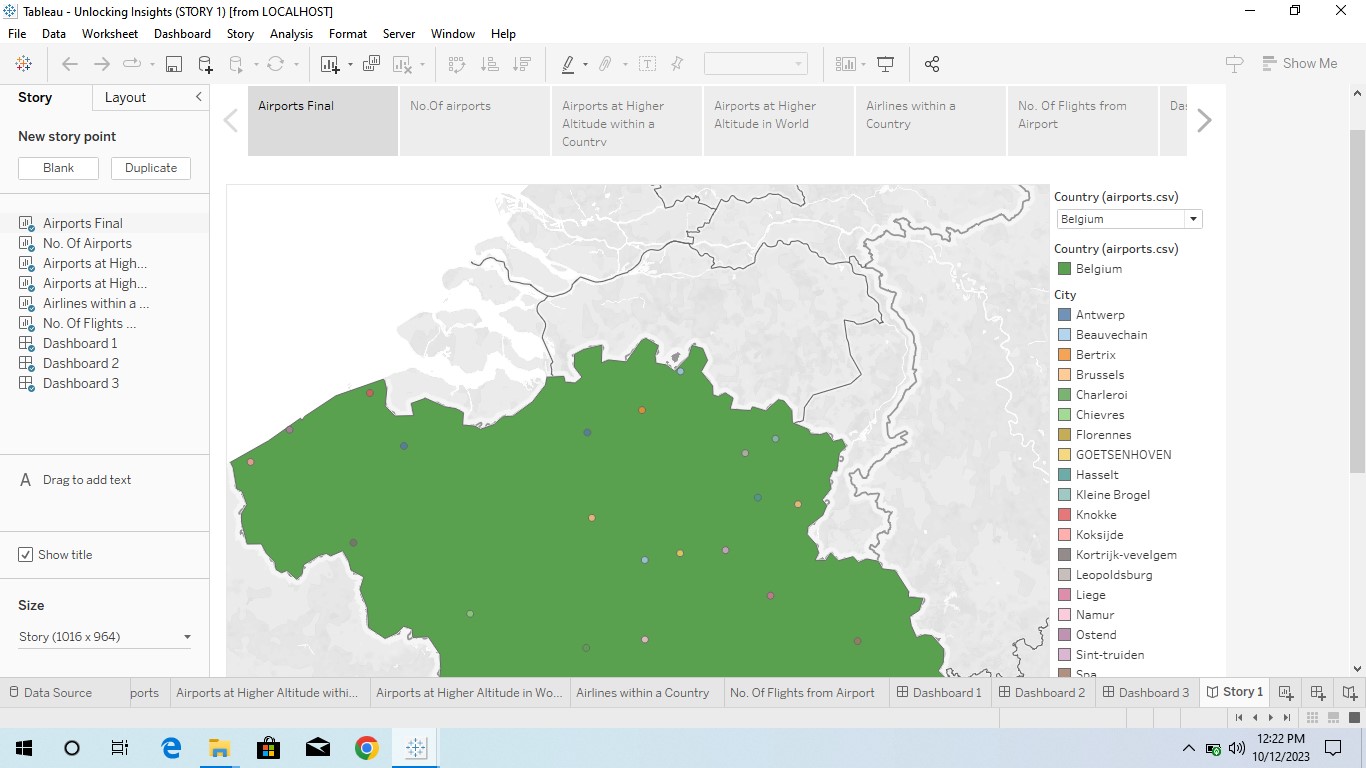 Tableau - Unlocking Insights (STORY 1) [from LOCALHOST]
File Data Worksheet Dashboard Story Analysis Format Server Window Help
Show Me
Story Layout
New story point
Blank Duplicate
Airports Final
No. Of Airports
Airports at High...
Airports at High...
Airlines within a ...
No. Of Flights ...
Dashboard 1
Dashboard 2
Dashboard 3
A Drag to add text
Show title
Size
Story (1016 x 964)
Airports Final
No.Of airports
Airports at Higher
Altitude within a
Country
Airports at Higher
Altitude in World
Airlines within a
Country
No. Of Flights from
Airport
Das
Country (airports.csv)
Belgium
Country (airports.csv)
Belgium
City
Antwerp
Beauvechain
Bertrix
Brussels
Charleroi
Chievres
Florennes
GOETSENHOVEN
Hasselt
Kleine Brogel
Knokke
Koksijde
Kortrijk-vevelgem
Leopoldsburg
Liege
Namur
Ostend
Sint-truiden
Spa
Data Source ports Airports at Higher Altitude withi... Airports at Higher Altitude in Wo... Airlines within a Country No. Of Flights from Airport Dashboard 1 Dashboard 2 Dashboard 3 Story 1
12:22 PM
10/12/2023